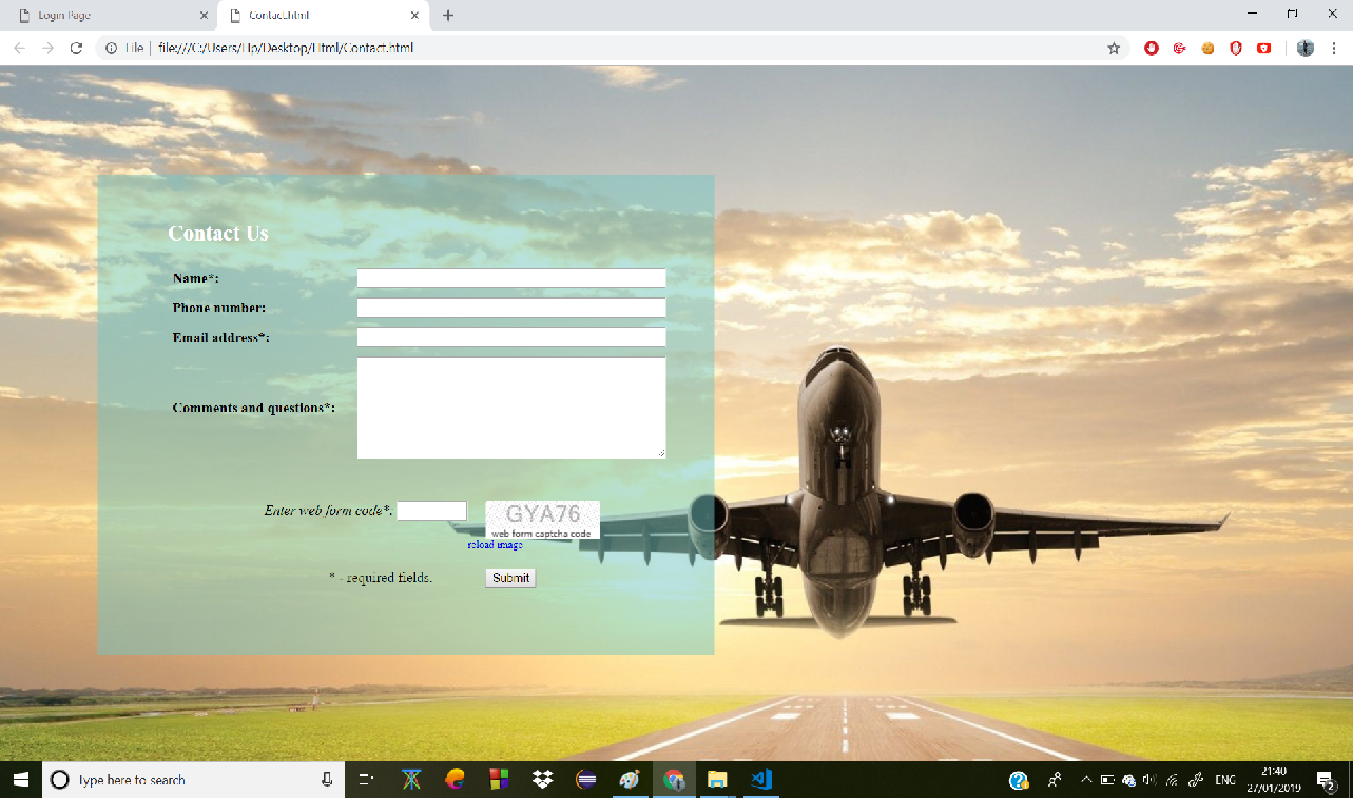 Login Page
Contact.html
File
file:///C:/Users/Hp/Desktop/Html/Contact.html
Contact Us
Name*:
Phone number:
Email address*:
Comments and questions*:
Enter web form code*:
GYA76
web form captcha code
reload image
* - required fields.
Submit
Type here to search
ENG
21:40
27/01/2019
2